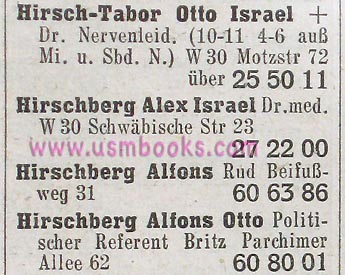 Hirsch-Tabor Otto Israel +
Dr. Nervenleid. (10-11 4-6 auß
Mi. u. Sbd. N.) W 30 Motzstr 72
über 25 50 11
Hirschberg Alex Israel Dr. med.
W 30 Schwäbische Str 23
www.usmbooks.com 27 22 00
Hirschberg Alfons Rud Beifuß-
weg 31 60 63 86
Hirschberg Alfons Otto Politi-
scher Referent Britz Parchimer
Allee 62 60 80 01